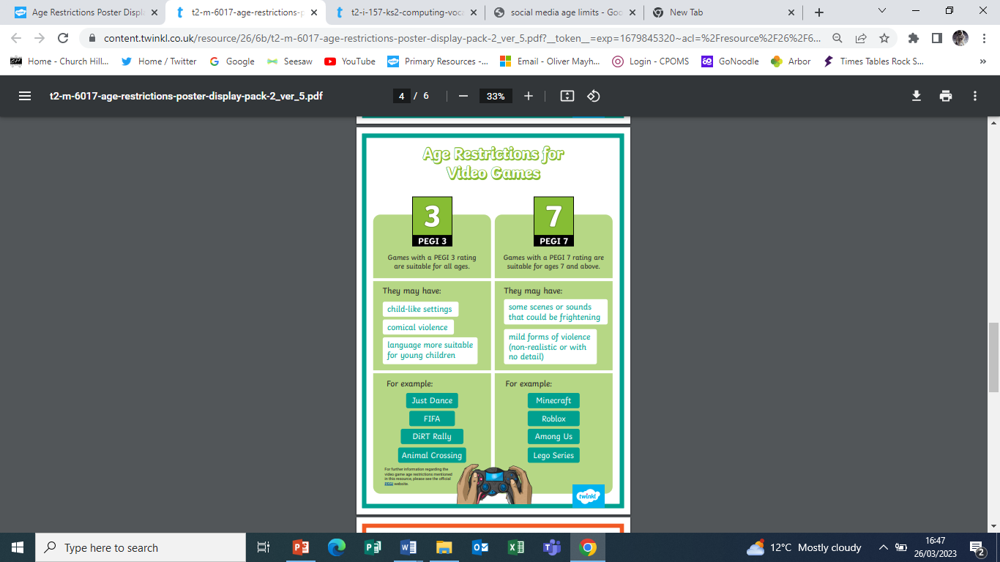 Age Restrictions Poster Displ
t2-m-6017-age-restrictions-p
t2-i-157-ks2-computing-voca
social media age limits - Goo
New Tab
content.twinkl.co.uk/resource/26/6b/t2-m-6017-age-restrictions-poster-display-pack-2_ver_5.pdf?__token__=exp=1679845320~acl=%2Fresource%2F26%2F6...
Home - Church Hill...
Home / Twitter
Google
Seesaw
YouTube
Primary Resources -...
Email - Oliver Mayh...
Login - CPOMS
GoNoodle
Arbor
Times Tables Rock S...
»
t2-m-6017-age-restrictions-poster-display-pack-2_ver_5.pdf
4 / 6
33%
Age Restrictions for
Video Games
3
PEGI 3
Games with a PEGI 3 rating
are suitable for all ages.
They may have:
child-like settings
comical violence
language more suitable
for young children
For example:
Just Dance
FIFA
DiRT Rally
Animal Crossing
For further information regarding the
video game age restrictions mentioned
in this resource, please see the official
PEGI website.
7
PEGI 7
Games with a PEGI 7 rating are
suitable for ages 7 and above.
They may have:
some scenes or sounds
that could be frightening
mild forms of violence
(non-realistic or with
no detail)
For example:
Minecraft
Roblox
Among Us
Lego Series
twinkl
Type here to search
12°C Mostly cloudy
16:47
26/03/2023
2